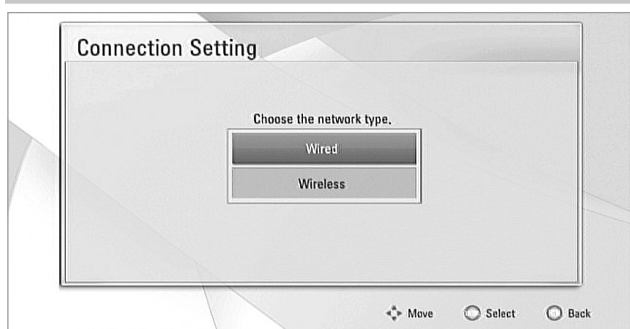 Connection Setting
Choose the network type.
Wired
Wireless
Move Select Back